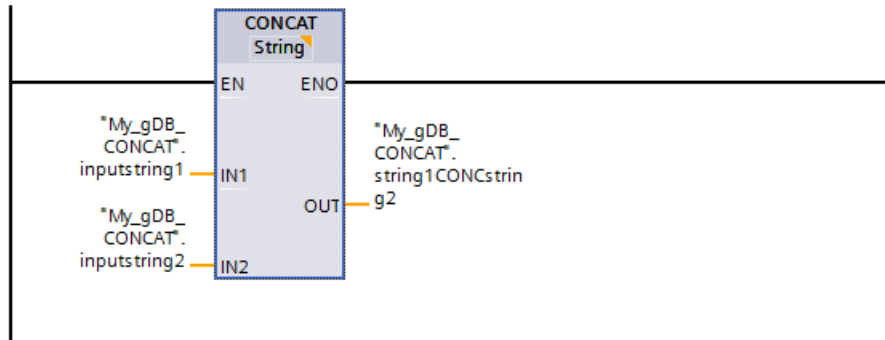 CONCAT
String
EN ENO
"My_gDB_
CONCAT".
inputstring1
IN1
"My_gDB_
CONCAT".
string1CONCstrin
g2
OUT
"My_gDB_
CONCAT".
inputstring2
IN2